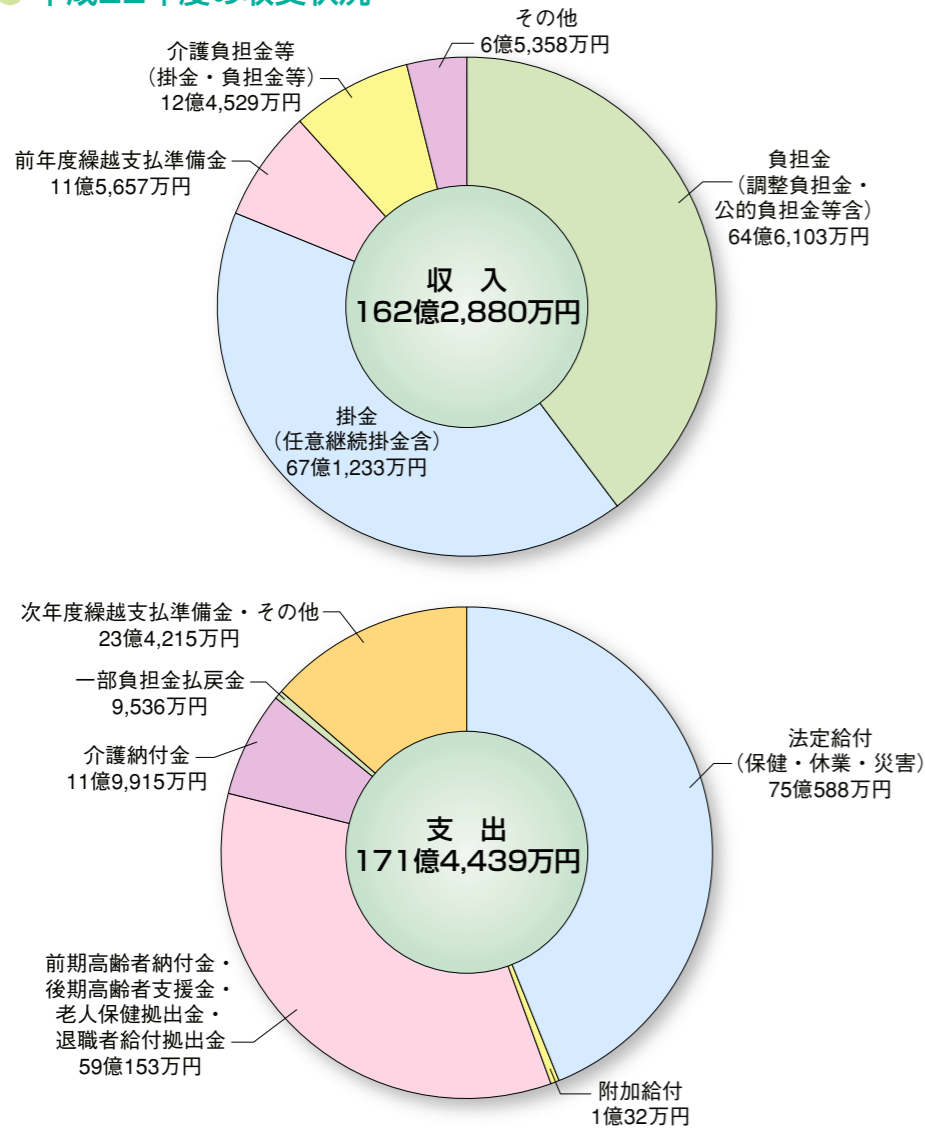 その他
6億5,358万円
介護負担金等
（掛金・負担金等）
12億4,529万円
前年度繰越支払準備金
11億5,657万円
負担金
（調整負担金・
公的負担金等含）
64億6,103万円
収　入
162億2,880万円
掛金
（任意継続掛金含）
67億1,233万円
次年度繰越支払準備金・その他
23億4,215万円
一部負担金払戻金
9,536万円
介護納付金
11億9,915万円
法定給付
（保健・休業・災害）
75億588万円
支　出
171億4,439万円
前期高齢者納付金・
後期高齢者支援金・
老人保健拠出金・
退職者給付拠出金
59億153万円
附加給付
1億32万円